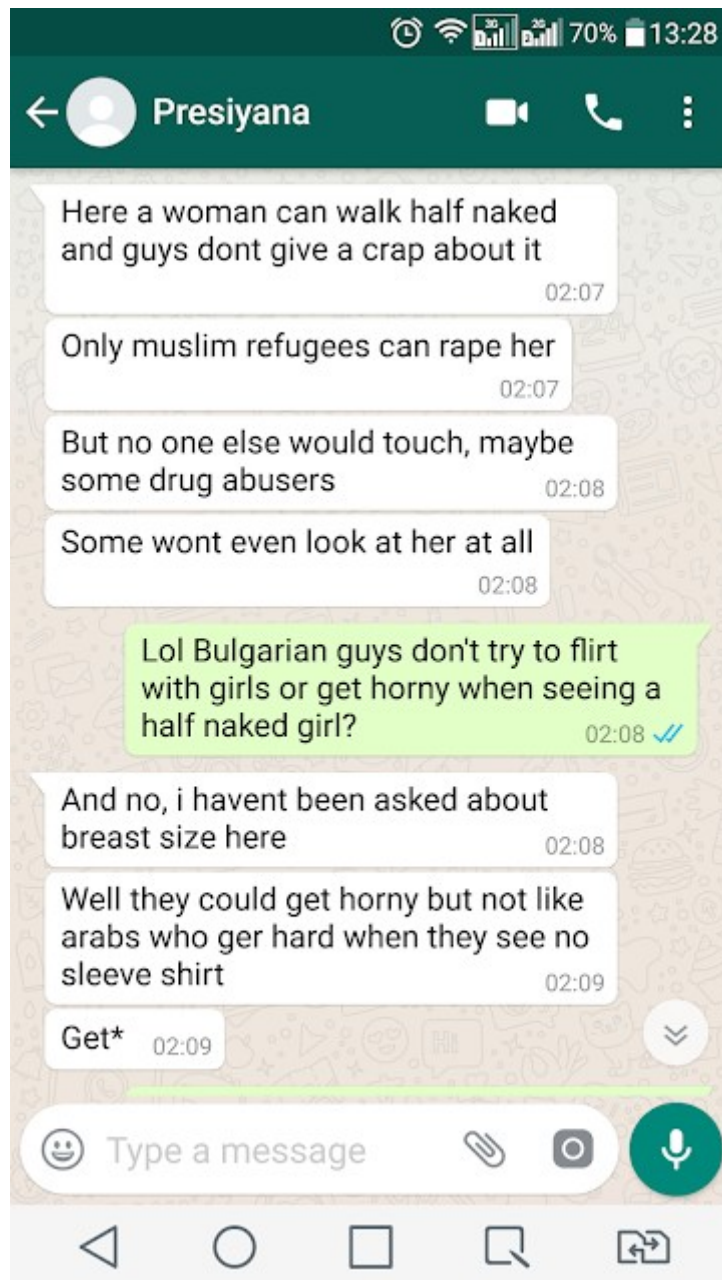 70% 13:28
Presiyana
Here a woman can walk half naked
and guys dont give a crap about it
02:07
Only muslim refugees can rape her
02:07
But no one else would touch, maybe
some drug abusers
02:08
Some wont even look at her at all
02:08
Lol Bulgarian guys don't try to flirt
with girls or get horny when seeing a
half naked girl?
02:08
And no, i havent been asked about
breast size here
02:08
Well they could get horny but not like
arabs who ger hard when they see no
sleeve shirt
02:09
Get* 02:09
Type a message